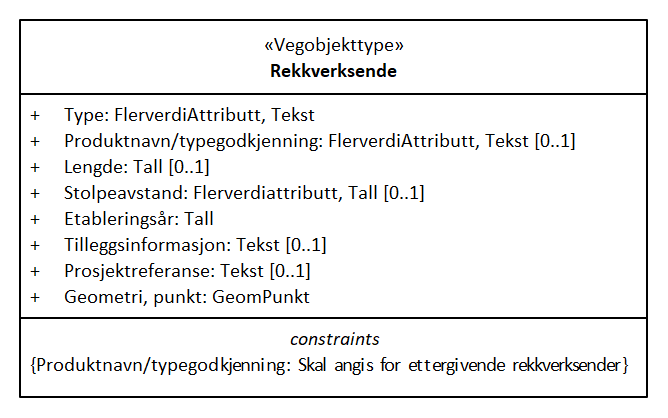 «Vegobjekttype»
Rekkverksende
+ Type: FlerverdiAttributt, Tekst
+ Produktnavn/typegodkjenning: FlerverdiAttributt, Tekst [0..1]
+ Lengde: Tall [0..1]
+ Stolpeavstand: Flerverdiattributt, Tall [0..1]
+ Etableringsår: Tall
+ Tilleggsinformasjon: Tekst [0..1]
+ Prosjektreferanse: Tekst [0..1]
+ Geometri, punkt: GeomPunkt
constraints
{Produktnavn/typegodkjenning: Skal angis for ettergivende rekkverksender}